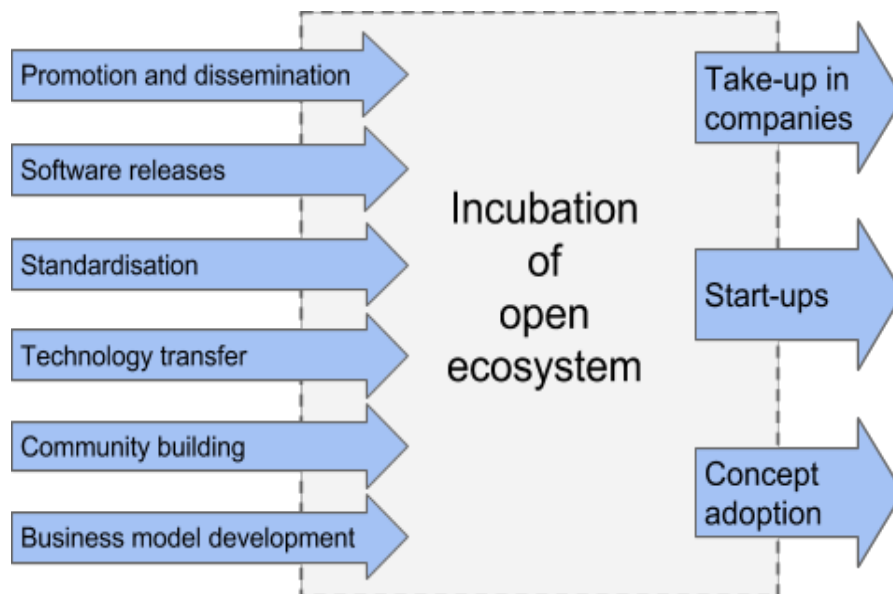 Promotion and dissemination
Software releases
Standardisation
Technology transfer
Community building
Business model development
Incubation
of
open
ecosystem
Take-up in
companies
Start-ups
Concept
adoption